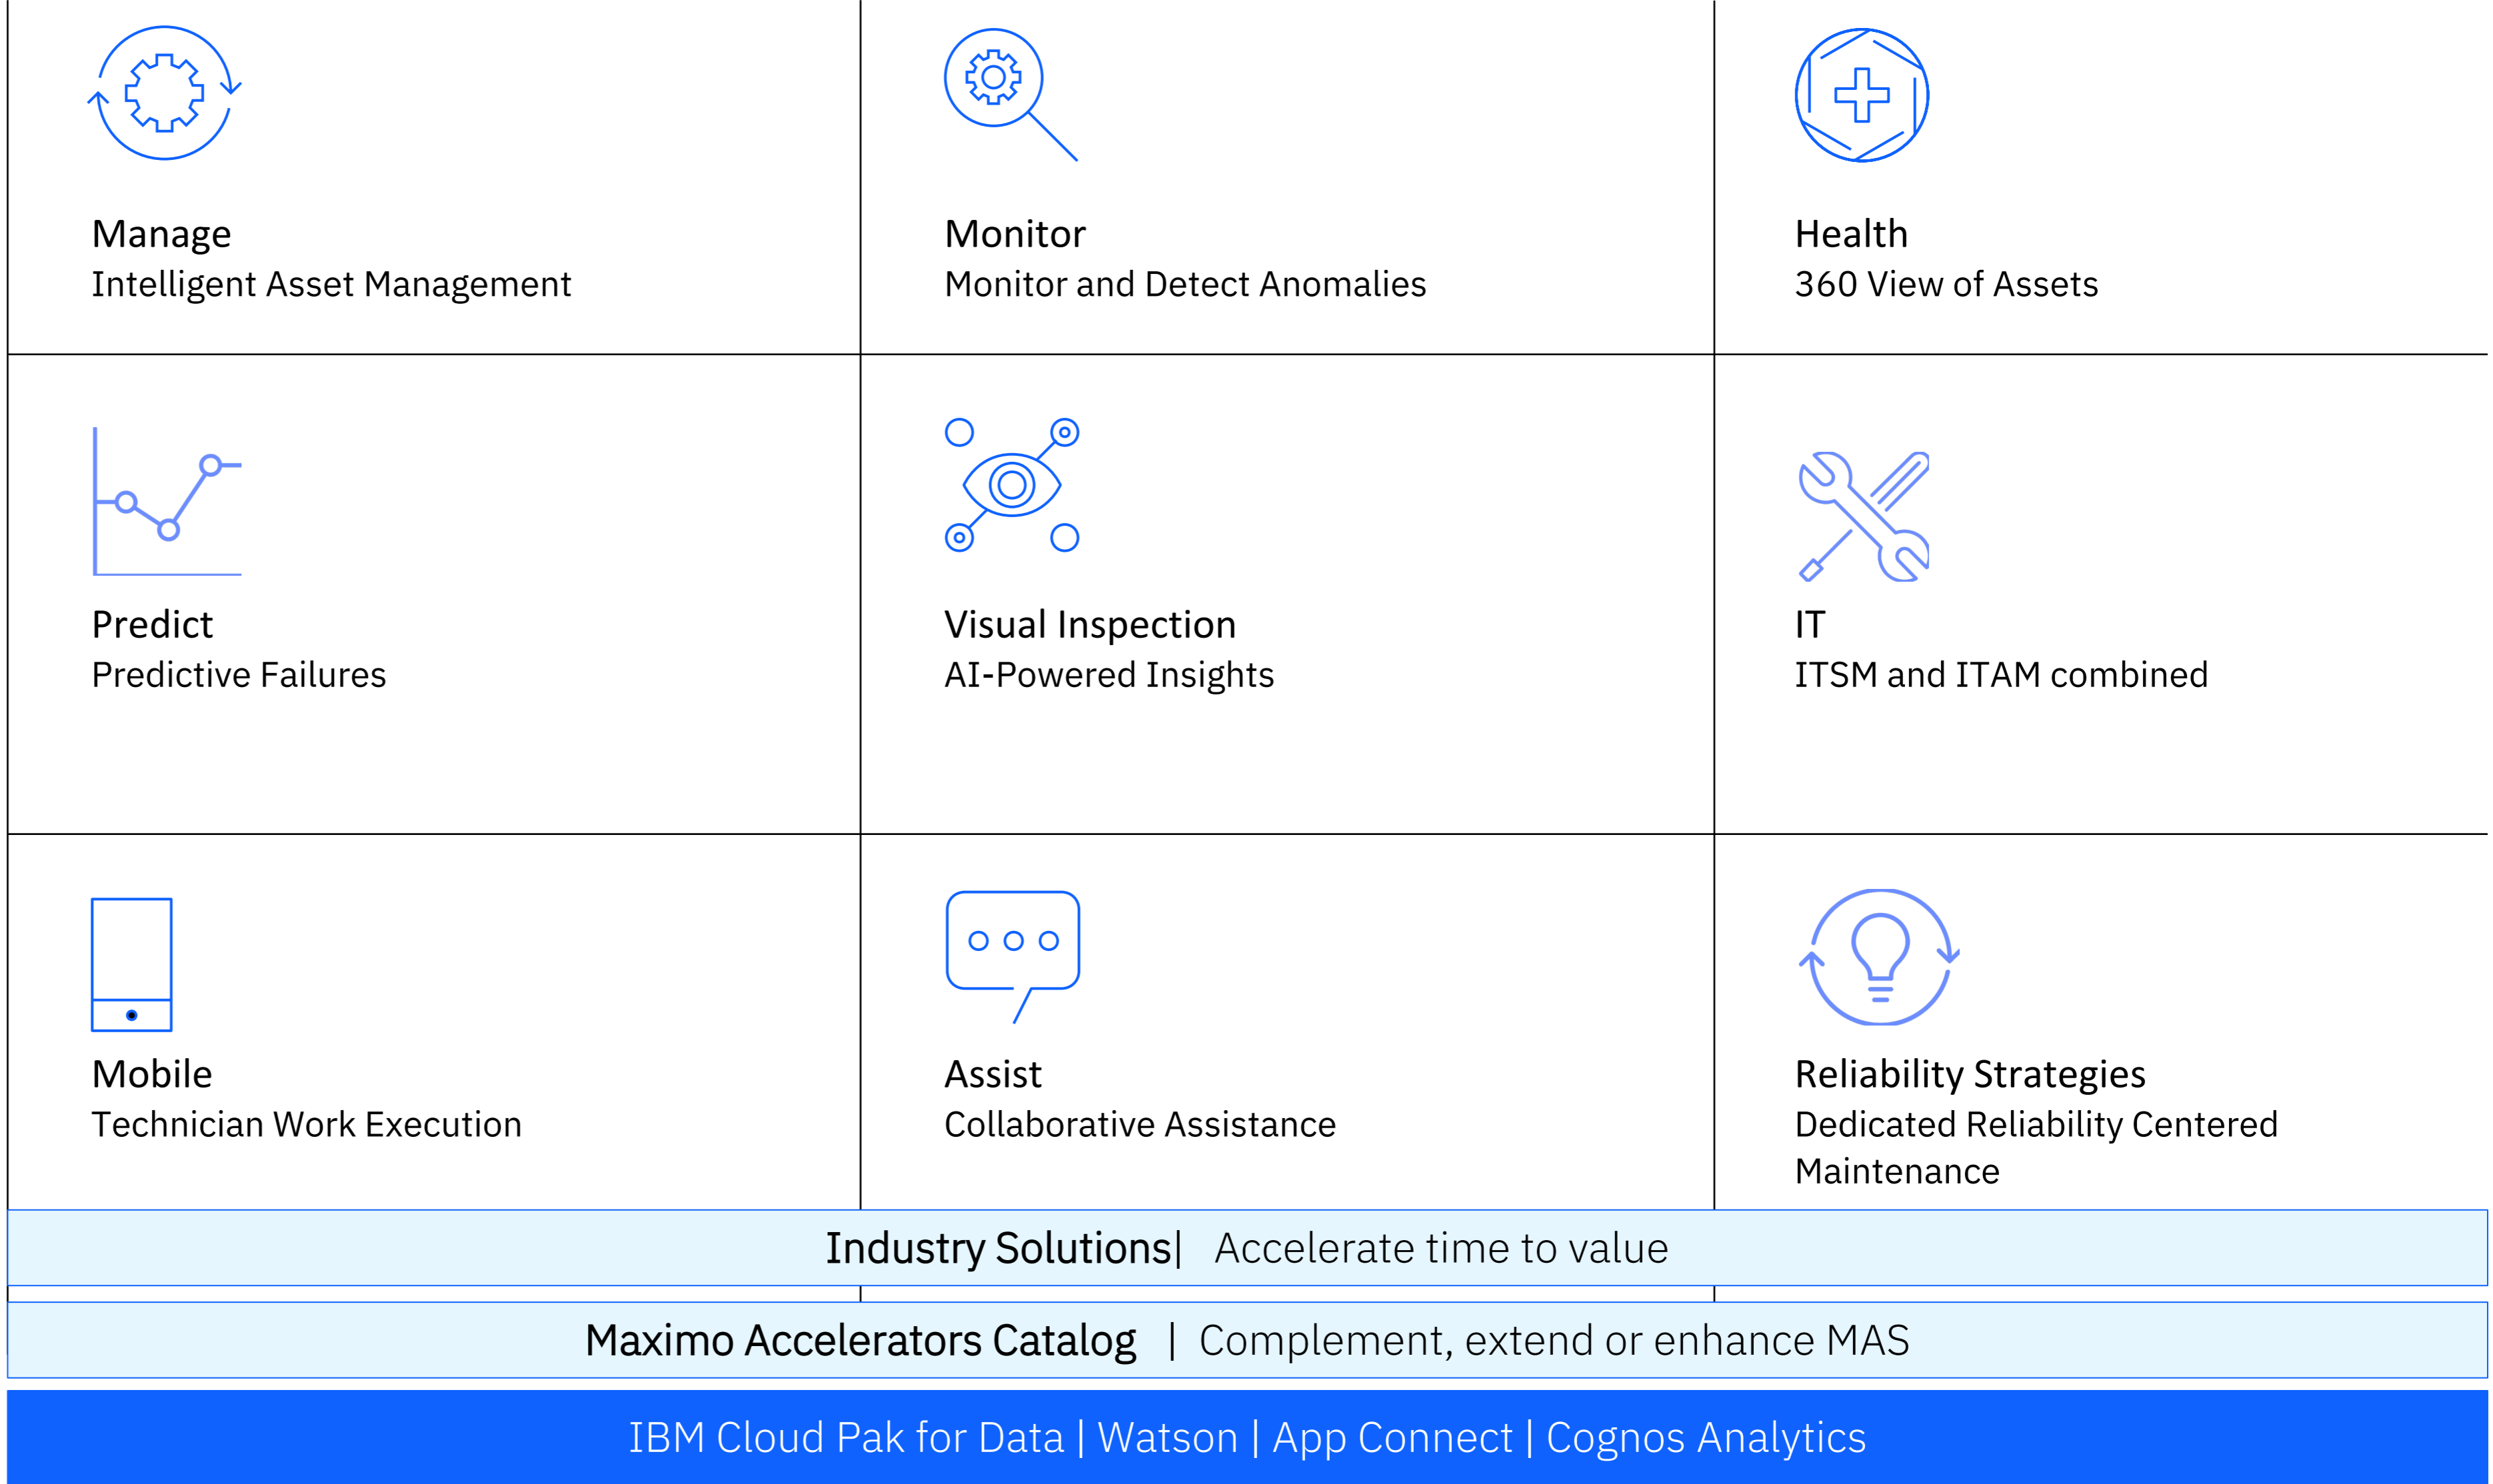 Manage
Intelligent Asset Management
Monitor
Monitor and Detect Anomalies
Health
360 View of Assets
Predict
Predictive Failures
Visual Inspection
AI-Powered Insights
IT
ITSM and ITAM combined
Mobile
Technician Work Execution
Assist
Collaborative Assistance
Reliability Strategies
Dedicated Reliability Centered
Maintenance
Industry Solutions| Accelerate time to value
Maximo Accelerators Catalog | Complement, extend or enhance MAS
IBM Cloud Pak for Data | Watson | App Connect | Cognos Analytics